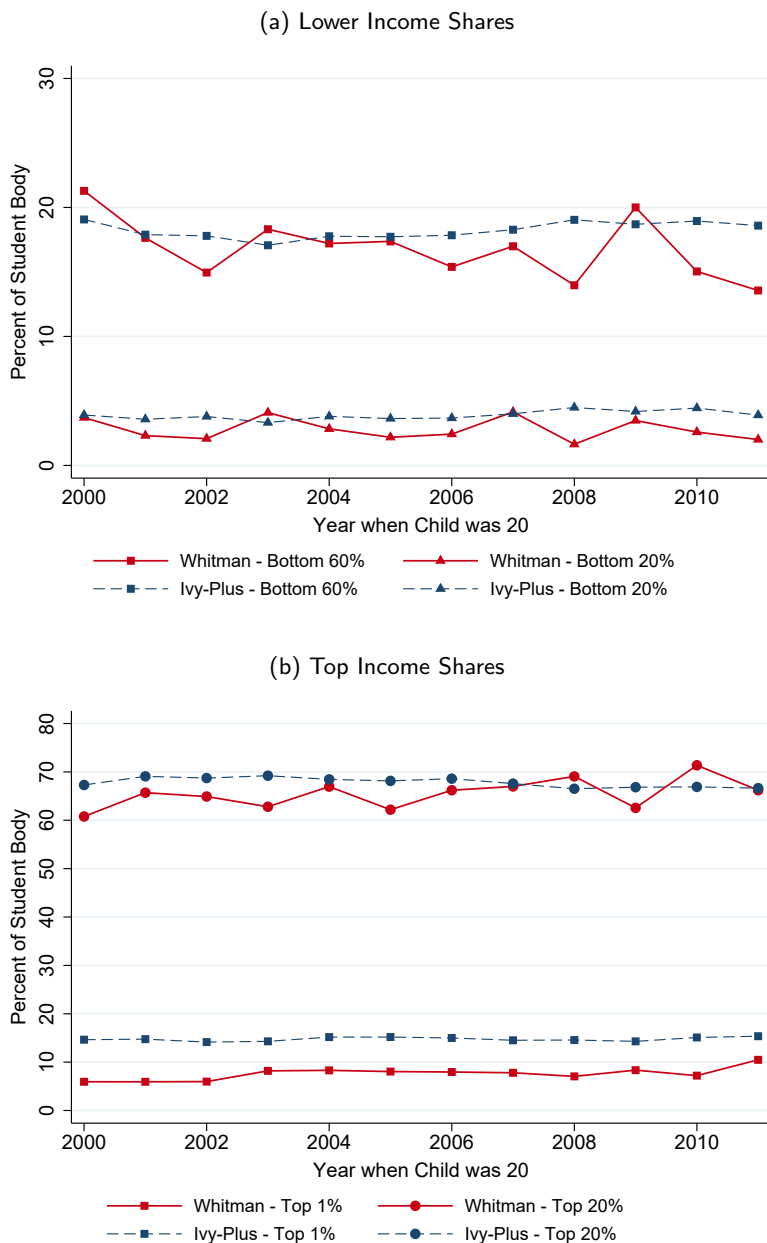 (a) Lower Income Shares
30
20
10
0
Percent of Student Body
2000 2002 2004 2006 2008 2010
Year when Child was 20
Whitman - Bottom 60% Whitman - Bottom 20%
Ivy-Plus - Bottom 60% Ivy-Plus - Bottom 20%
(b) Top Income Shares
80
70
60
50
40
30
20
10
0
Percent of Student Body
2000 2002 2004 2006 2008 2010
Year when Child was 20
Whitman - Top 1% Whitman - Top 20%
Ivy-Plus - Top 1% Ivy-Plus - Top 20%